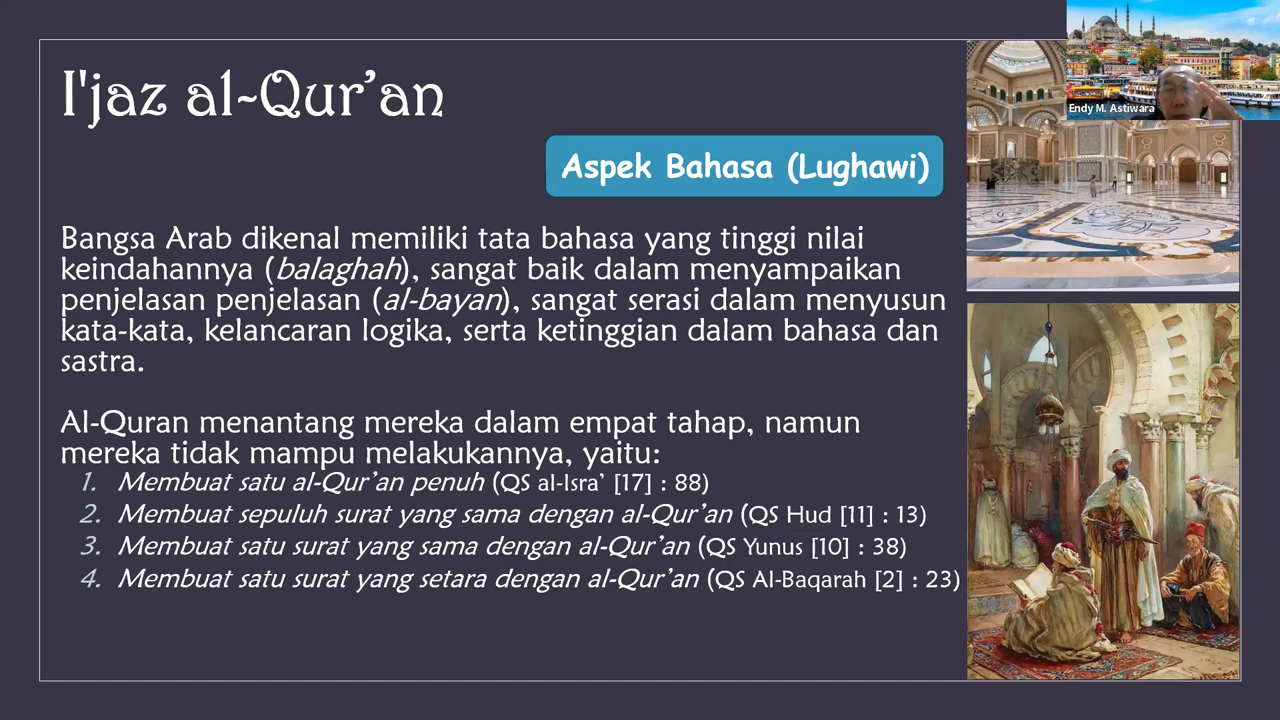 I'jaz al-Qur’an
Endy M. Astiwara
Aspek Bahasa (Lughawi)
Bangsa Arab dikenal memiliki tata bahasa yang tinggi nilai
keindahannya (balaghah), sangat baik dalam menyampaikan
penjelasan penjelasan (al-bayan), sangat serasi dalam menyusun
kata-kata, kelancaran logika, serta ketinggian dalam bahasa dan
sastra.
Al-Quran menantang mereka dalam empat tahap, namun
mereka tidak mampu melakukannya, yaitu:
1. Membuat satu al-Qur’an penuh (QS al-Isra’ [17] : 88)
2. Membuat sepuluh surat yang sama dengan al-Qur’an (QS Hud [11] : 13)
3. Membuat satu surat yang sama dengan al-Qur’an (QS Yunus [10] : 38)
4. Membuat satu surat yang setara dengan al-Qur’an (QS Al-Baqarah [2] : 23)